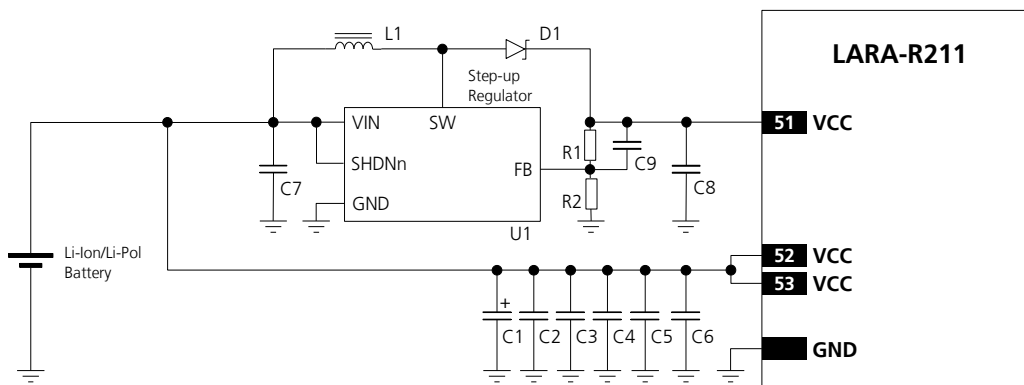 L1
D1
LARA-R211
Step-up
Regulator
VIN
SW
51 VCC
R1
C9
SHDNn
FB
C7
C8
R2
GND
U1
Li-Ion/Li-Pol
Battery
52 VCC
53 VCC
+
C1
C2
C3
C4
C5
C6
GND